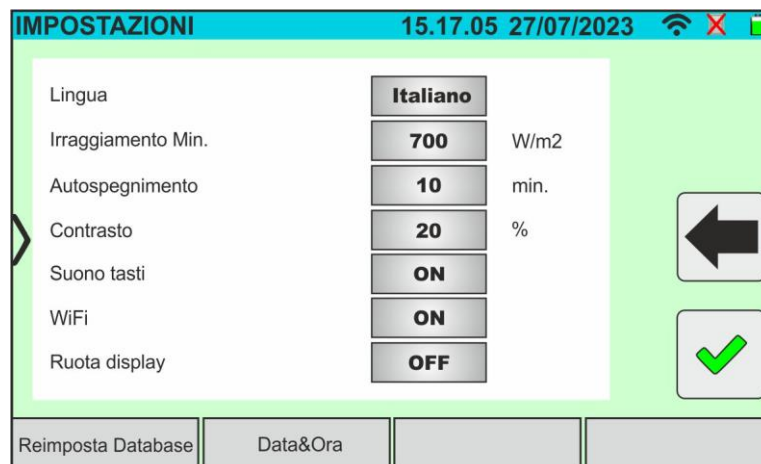 IMPOSTAZIONI 15.17.05 27/07/2023
Lingua Italiano
Irraggiamento Min. 700 W/m2
Autospegnimento 10 min.
Contrasto 20 %
Suono tasti ON
WiFi ON
Ruota display OFF
Reimposta Database Data&Ora